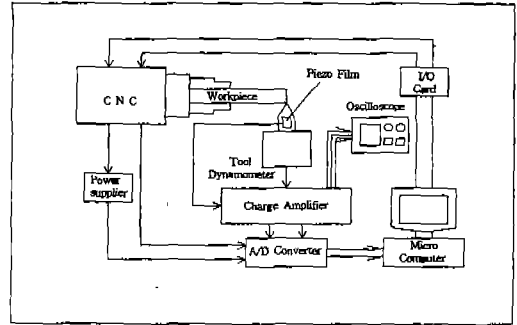 Piezo Film
I/O
Card
C N C
Workpiece
Oscilloscope
Tool
Dynamometer
Power
supplier
Charge Amplifier
A/D Converter
Micro
Computer